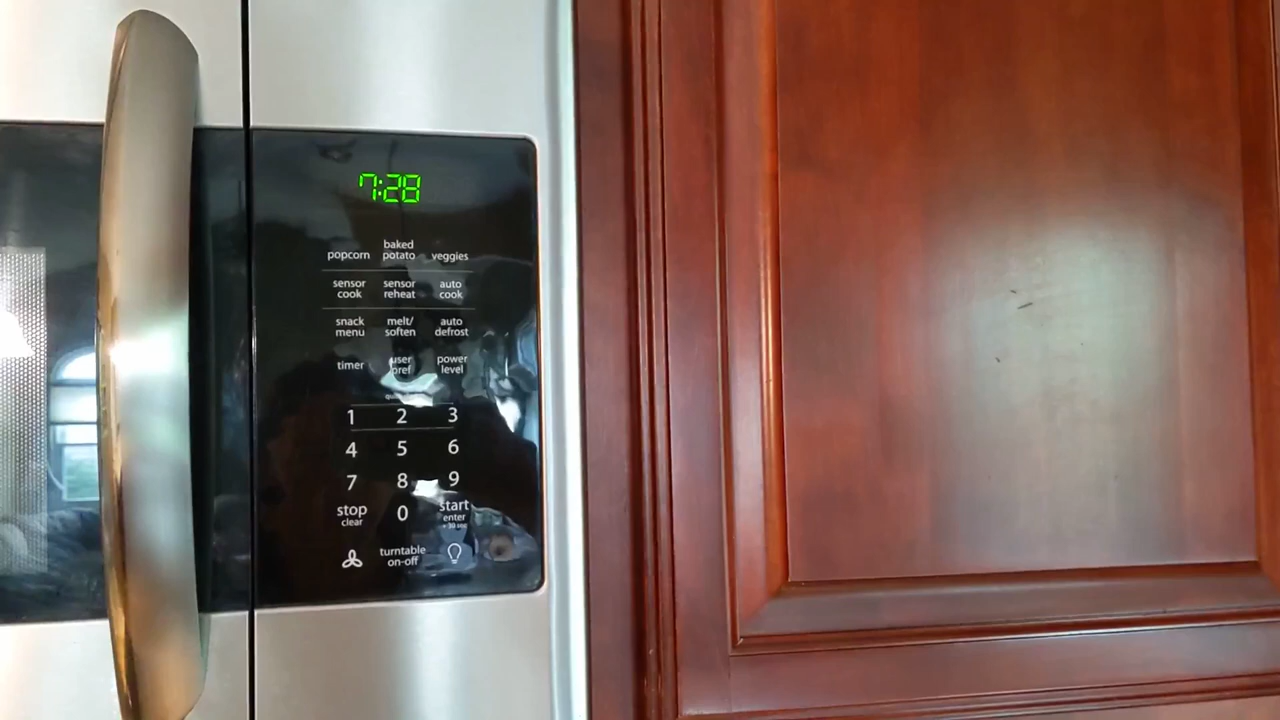 7:28
popcorn baked potato veggies
sensor cook sensor reheat auto cook
snack menu melt/ soften auto defrost
timer user pref power level
1 2 3
4 5 6
7 8 9
stop clear 0 start enter
turntable on-off